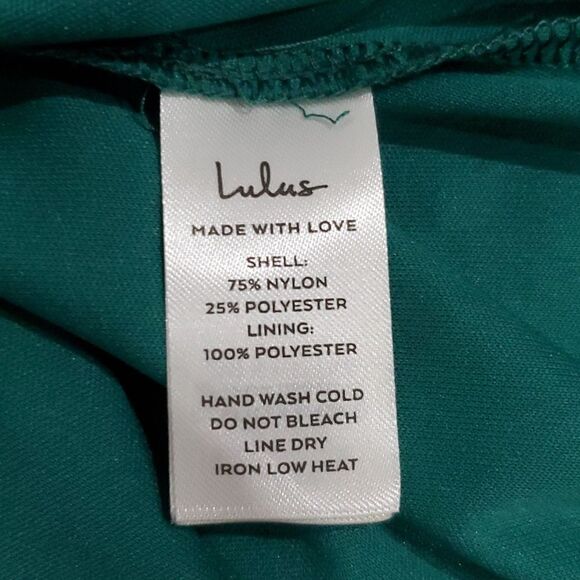 Lulus
MADE WITH LOVE
SHELL:
75% NYLON
25% POLYESTER
LINING:
100% POLYESTER
HAND WASH COLD
DO NOT BLEACH
LINE DRY
IRON LOW HEAT